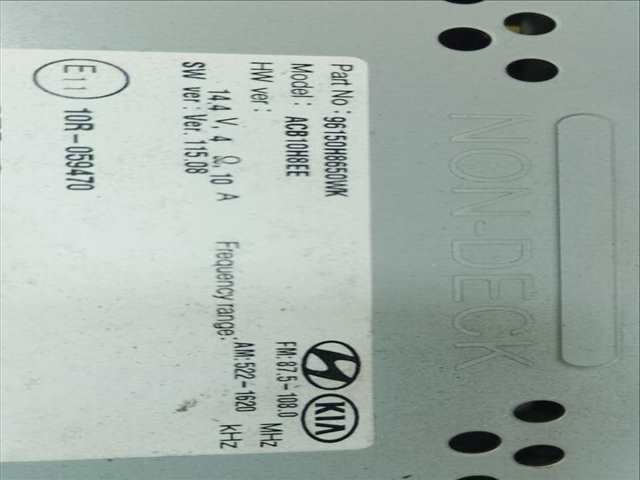 Part No : 96150H8650WK
Model : ACB10H8EE
HW ver :
14.4 V, 4 Ω, 10 A
SW ver : Ver. 115.08
FM: 87.5-108.0 MHz
Frequency range.
AM: 522-1620 kHz
KIA
E11
10R-059470
NON-DECK